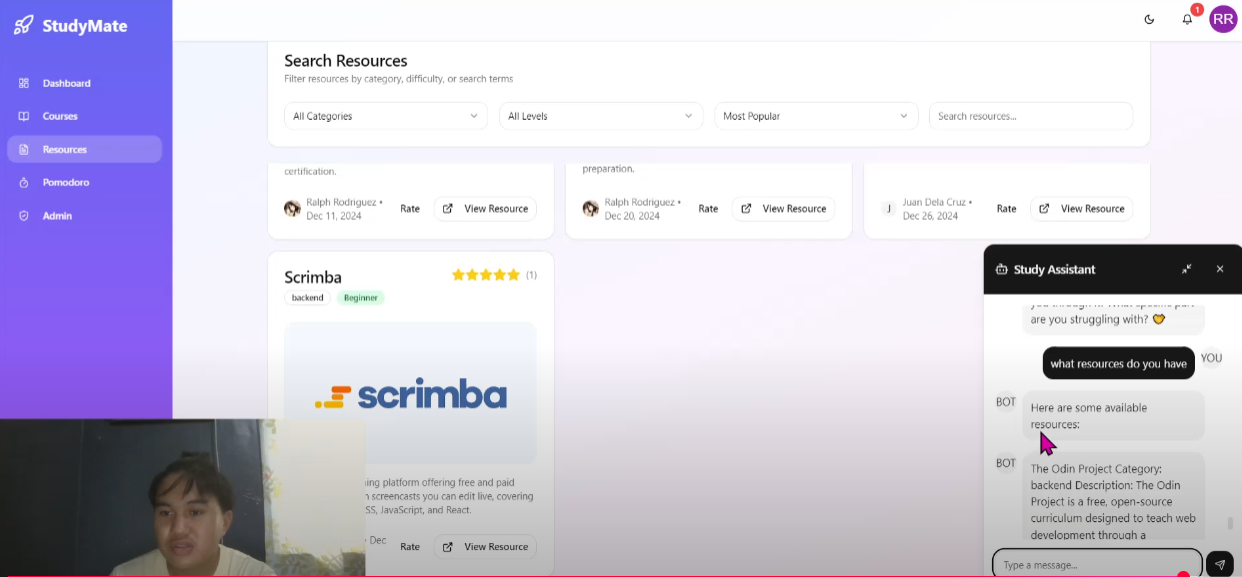 StudyMate
1
RR
Dashboard
Courses
Resources
Pomodoro
Admin
Search Resources
Filter resources by category, difficulty, or search terms
All Categories
All Levels
Most Popular
Search resources...
certification.
Ralph Rodriguez •
Dec 11, 2024
Rate
View Resource
preparation.
Ralph Rodriguez •
Dec 20, 2024
Rate
View Resource
J
Juan Dela Cruz •
Dec 26, 2024
Rate
View Resource
Scrimba
(1)
backend
Beginner
scrimba
ing platform offering free and paid
screencasts you can edit live, covering
SS, JavaScript, and React.
Dec
Rate
View Resource
Study Assistant
are you struggling with?
what resources do you have
YOU
BOT
Here are some available
resources:
BOT
The Odin Project Category:
backend Description: The Odin
Project is a free, open-source
curriculum designed to teach web
development through a
Type a message...